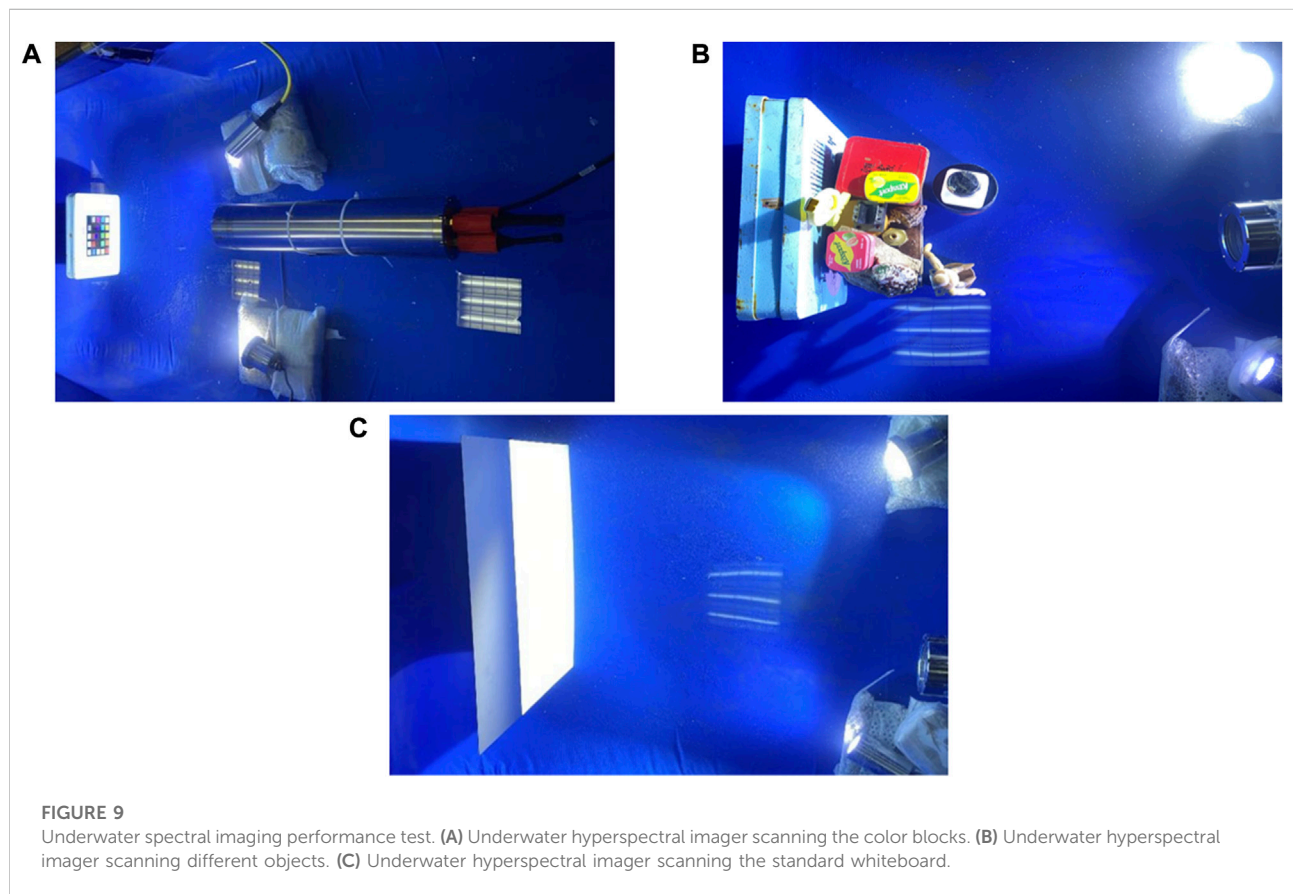 A
B
C
FIGURE 9
Underwater spectral imaging performance test. (A) Underwater hyperspectral imager scanning the color blocks. (B) Underwater hyperspectral
imager scanning different objects. (C) Underwater hyperspectral imager scanning the standard whiteboard.